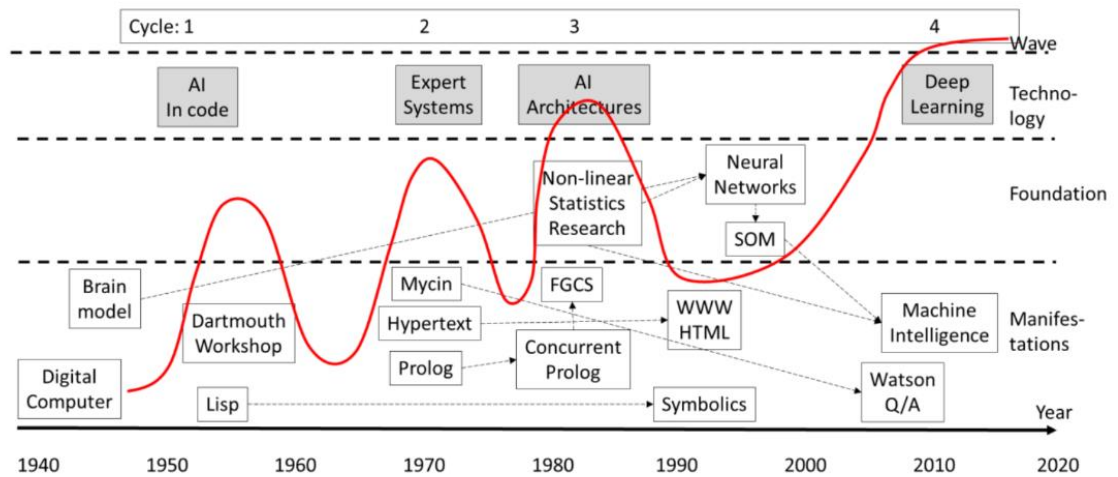 Cycle: 1 2 3 4
Wave
AI
In code
Expert
Systems
AI
Architectures
Deep
Learning
Techno-
logy
Non-linear
Statistics
Research
Neural
Networks
SOM
Foundation
Brain
model
Dartmouth
Workshop
Mycin
Hypertext
Prolog
FGCS
Concurrent
Prolog
WWW
HTML
Machine
Intelligence
Manifes-
tations
Digital
Computer
Lisp
Symbolics
Watson
Q/A
Year
1940 1950 1960 1970 1980 1990 2000 2010 2020